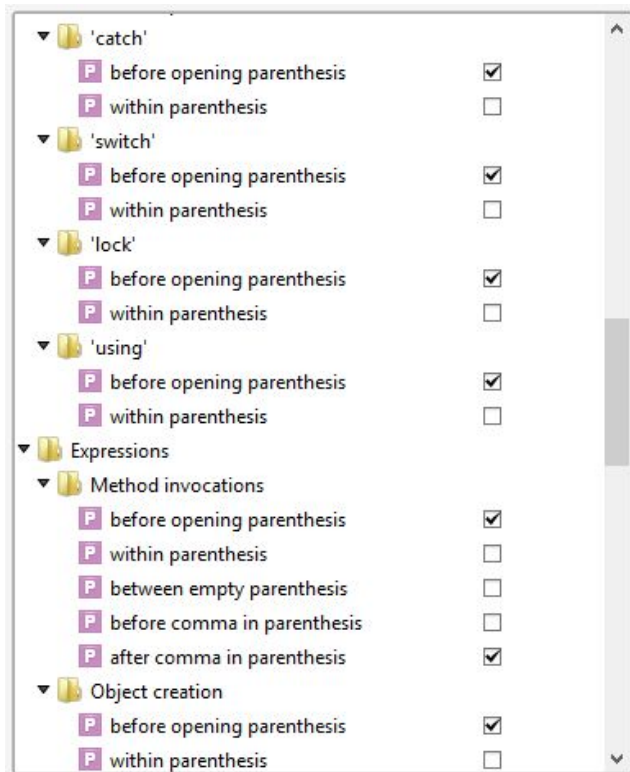 'catch'
P before opening parenthesis
P within parenthesis
'switch'
P before opening parenthesis
P within parenthesis
'lock'
P before opening parenthesis
P within parenthesis
'using'
P before opening parenthesis
P within parenthesis
Expressions
Method invocations
P before opening parenthesis
P within parenthesis
P between empty parenthesis
P before comma in parenthesis
P after comma in parenthesis
Object creation
P before opening parenthesis
P within parenthesis